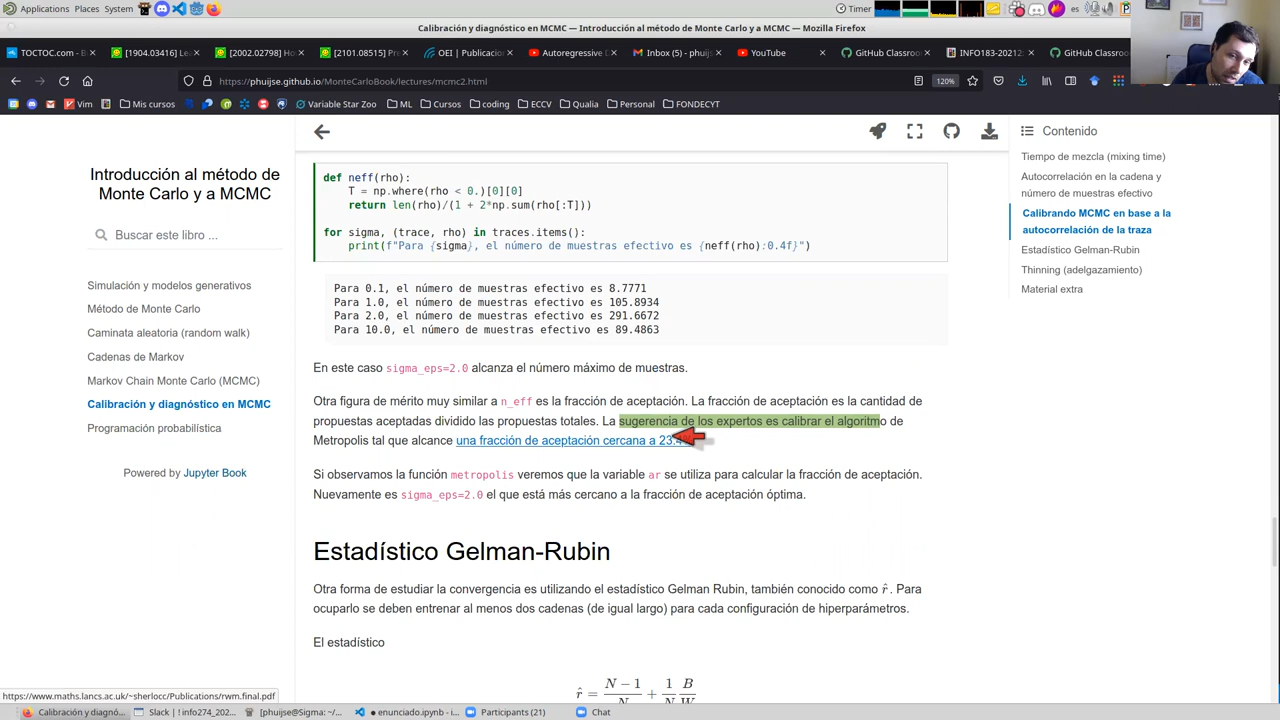 Applications Places System
Timer
es
Calibración y diagnóstico en MCMC — Introducción al método de Monte Carlo y a MCMC — Mozilla Firefox
TOCTOC.com - E
[1904.03416] Le
[2002.02798] H
[2101.08515] P
OEI | Publication
Autoregressive
Inbox (5) - phuijs
YouTube
GitHub Classroo
INFO183-202123
GitHub Classro
https://phuijse.github.io/MonteCarloBook/lectures/mcmc2.html
120%
Vim
Mis cursos
Variable Star Zoo
ML
Cursos
coding
ECCV
Qualia
Personal
FONDECYT
Introducción al método de
Monte Carlo y a MCMC
Buscar este libro ...
Simulación y modelos generativos
Método de Monte Carlo
Caminata aleatoria (random walk)
Cadenas de Markov
Markov Chain Monte Carlo (MCMC)
Calibración y diagnóstico en MCMC
Programación probabilística
Powered by Jupyter Book
def neff(rho):
T = np.where(rho < 0.)[0][0]
return len(rho)/(1 + 2*np.sum(rho[:T]))
for sigma, (trace, rho) in traces.items():
print(f"Para {sigma}, el número de muestras efectivo es {neff(rho):0.4f}")
Para 0.1, el número de muestras efectivo es 8.7771
Para 1.0, el número de muestras efectivo es 105.8934
Para 2.0, el número de muestras efectivo es 291.6672
Para 10.0, el número de muestras efectivo es 89.4863
En este caso sigma_eps=2.0 alcanza el número máximo de muestras.
Otra figura de mérito muy similar a n_eff es la fracción de aceptación. La fracción de aceptación es la cantidad de
propuestas aceptadas dividido las propuestas totales. La sugerencia de los expertos es calibrar el algoritmo de
Metropolis tal que alcance una fracción de aceptación cercana a 23.4
Si observamos la función metropolis veremos que la variable ar se utiliza para calcular la fracción de aceptación.
Nuevamente es sigma_eps=2.0 el que está más cercano a la fracción de aceptación óptima.
Estadístico Gelman-Rubin
Otra forma de estudiar la convergencia es utilizando el estadístico Gelman Rubin, también conocido como r̂. Para
ocuparlo se deben entrenar al menos dos cadenas (de igual largo) para cada configuración de hiperparámetros.
El estadístico
r̂ = N − 1 / N + 1 / N B / W
Contenido
Tiempo de mezcla (mixing time)
Autocorrelación en la cadena y
número de muestras efectivo
Calibrando MCMC en base a la
autocorrelación de la traza
Estadístico Gelman-Rubin
Thinning (adelgazamiento)
Material extra
https://www.maths.lancs.ac.uk/~sherlocc/Publications/rwm.final.pdf
Calibración y diagnó...
Slack | ! info274_202...
[phuijse@Sigma: ~/...
● enunciado.ipynb - i...
Participants (21)
Chat